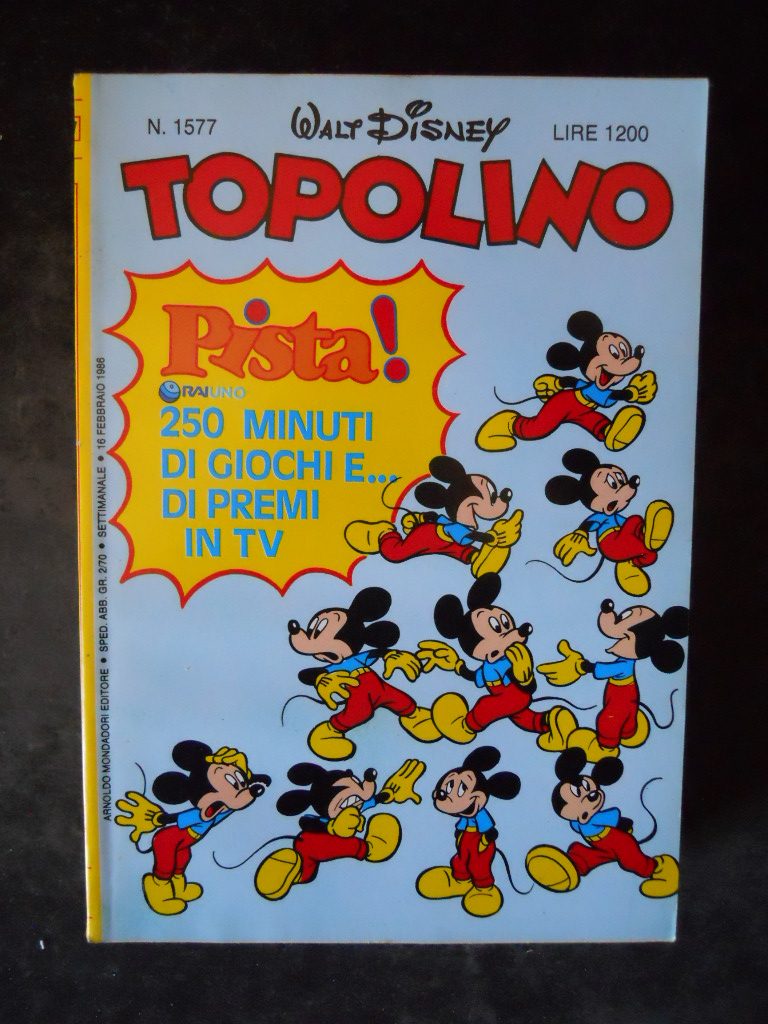 N. 1577
WALT DISNEY
LIRE 1200
TOPOLINO
Pista!
RAIUNO
250 MINUTI
DI GIOCHI E...
DI PREMI
IN TV
ARNOLDO MONDADORI EDITORE • SPED. ABB. GR. 2/70 • SETTIMANALE • 16 FEBBRAIO 1986